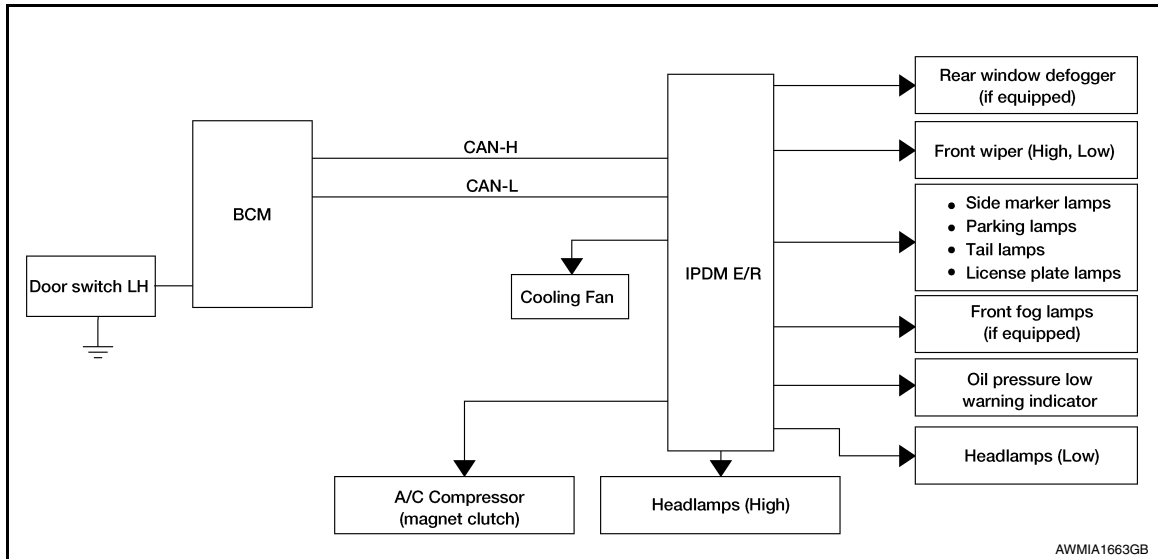 Rear window defogger
(if equipped)
CAN-H
Front wiper (High, Low)
CAN-L
BCM
• Side marker lamps
• Parking lamps
• Tail lamps
• License plate lamps
IPDM E/R
Door switch LH
Cooling Fan
Front fog lamps
(if equipped)
Oil pressure low
warning indicator
Headlamps (Low)
A/C Compressor
(magnet clutch)
Headlamps (High)
AWMIA1663GB